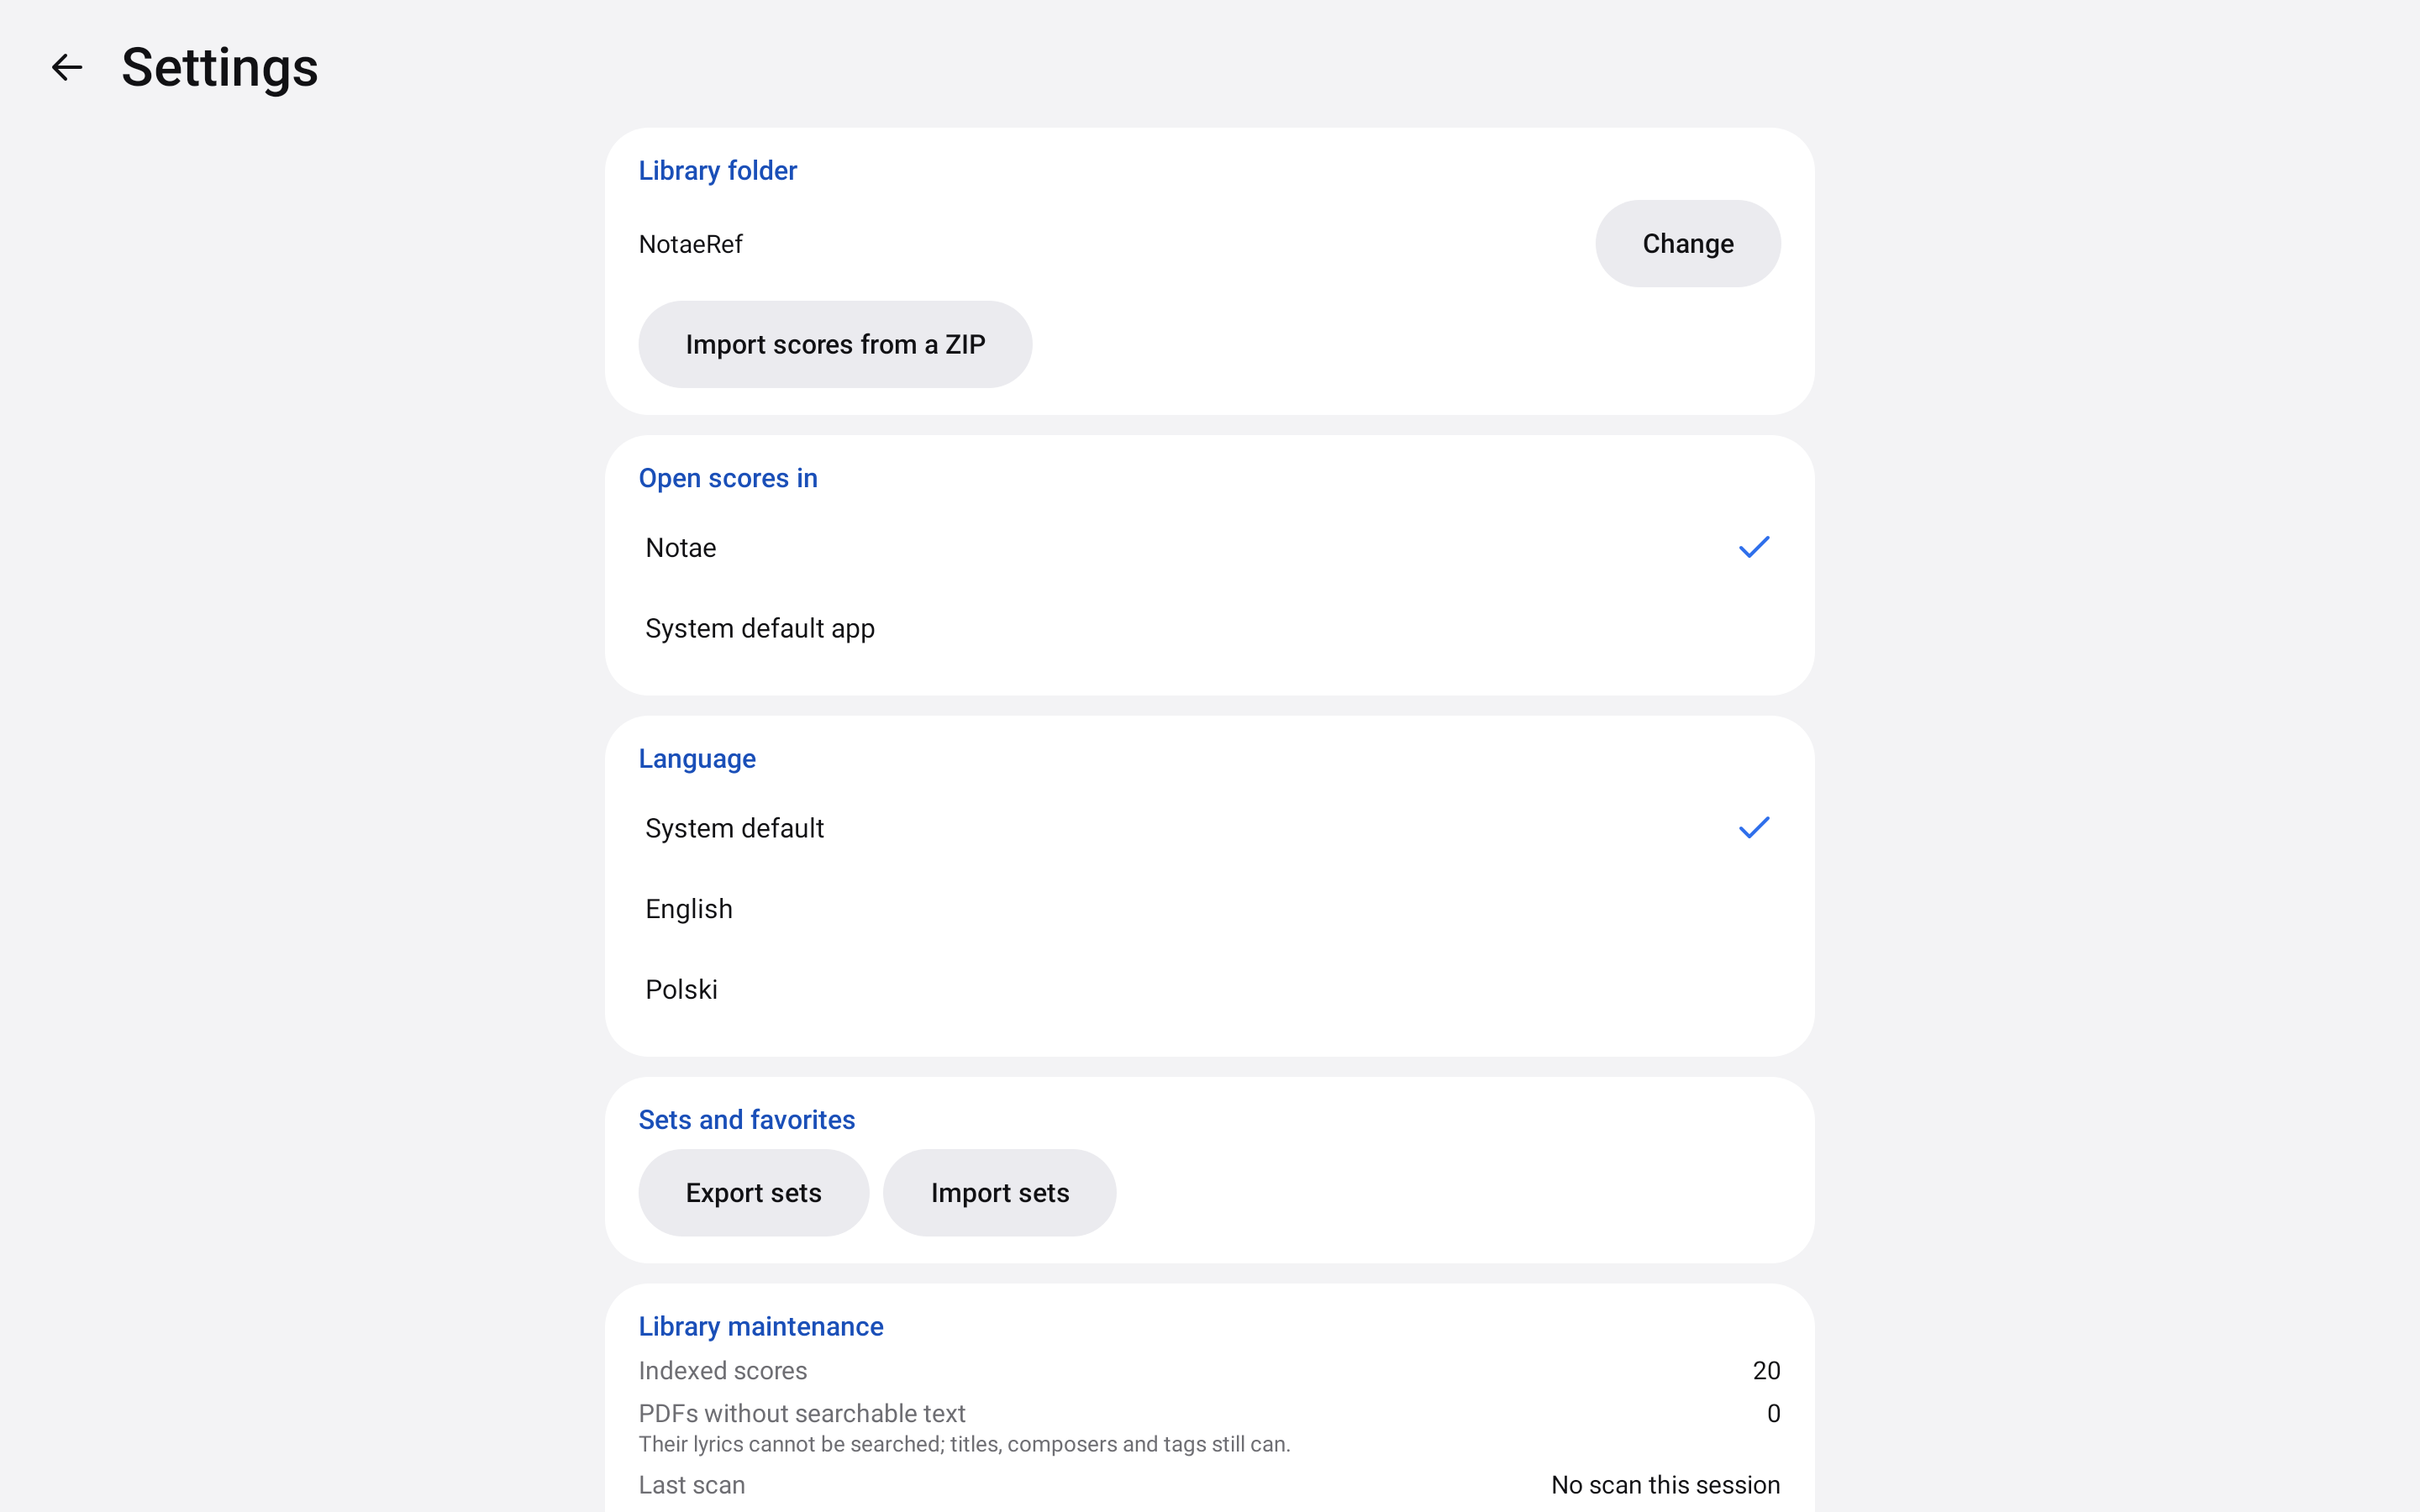 Settings
Library folder
NotaeRef
Change
Import scores from a ZIP
Open scores in
Notae
System default app
Language
System default
English
Polski
Sets and favorites
Export sets
Import sets
Library maintenance
Indexed scores 20
PDFs without searchable text 0
Their lyrics cannot be searched; titles, composers and tags still can.
Last scan No scan this session